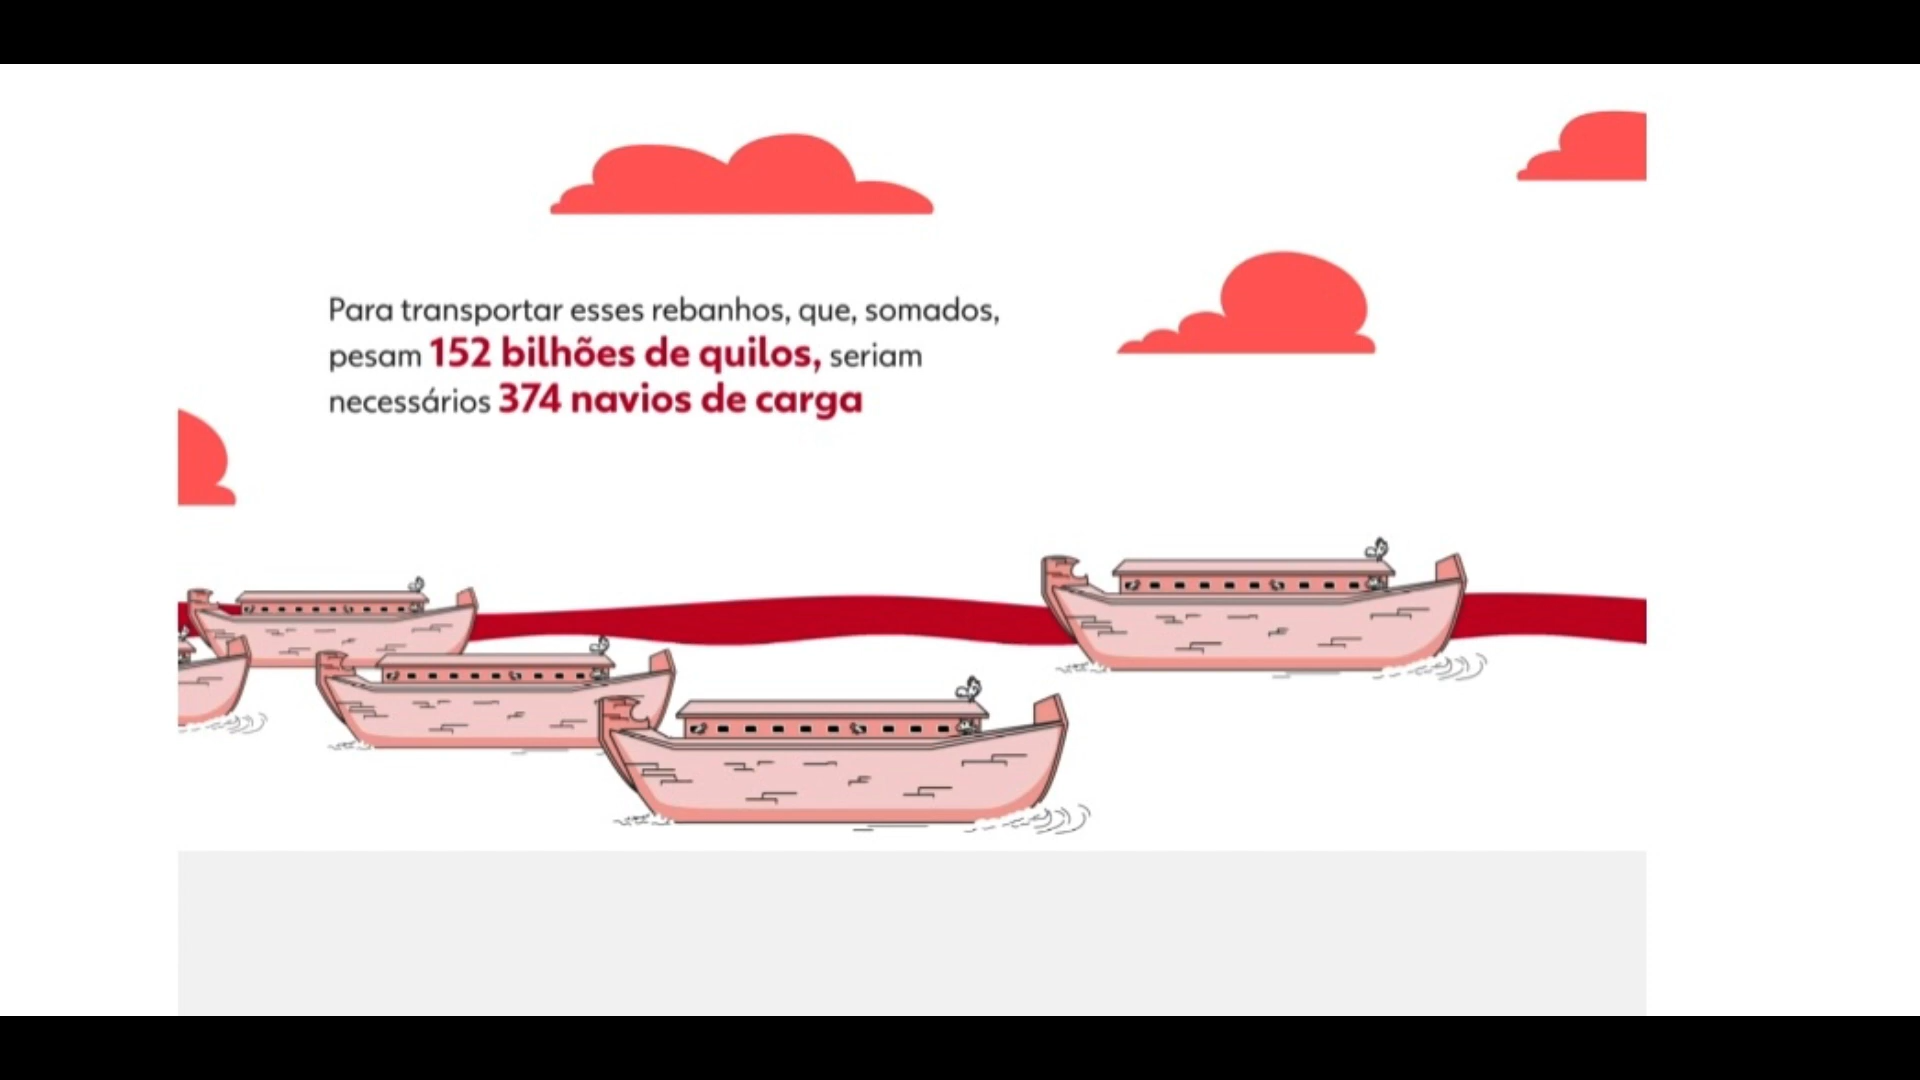 Para transportar esses rebanhos, que, somados,
pesam 152 bilhões de quilos, seriam
necessários 374 navios de carga